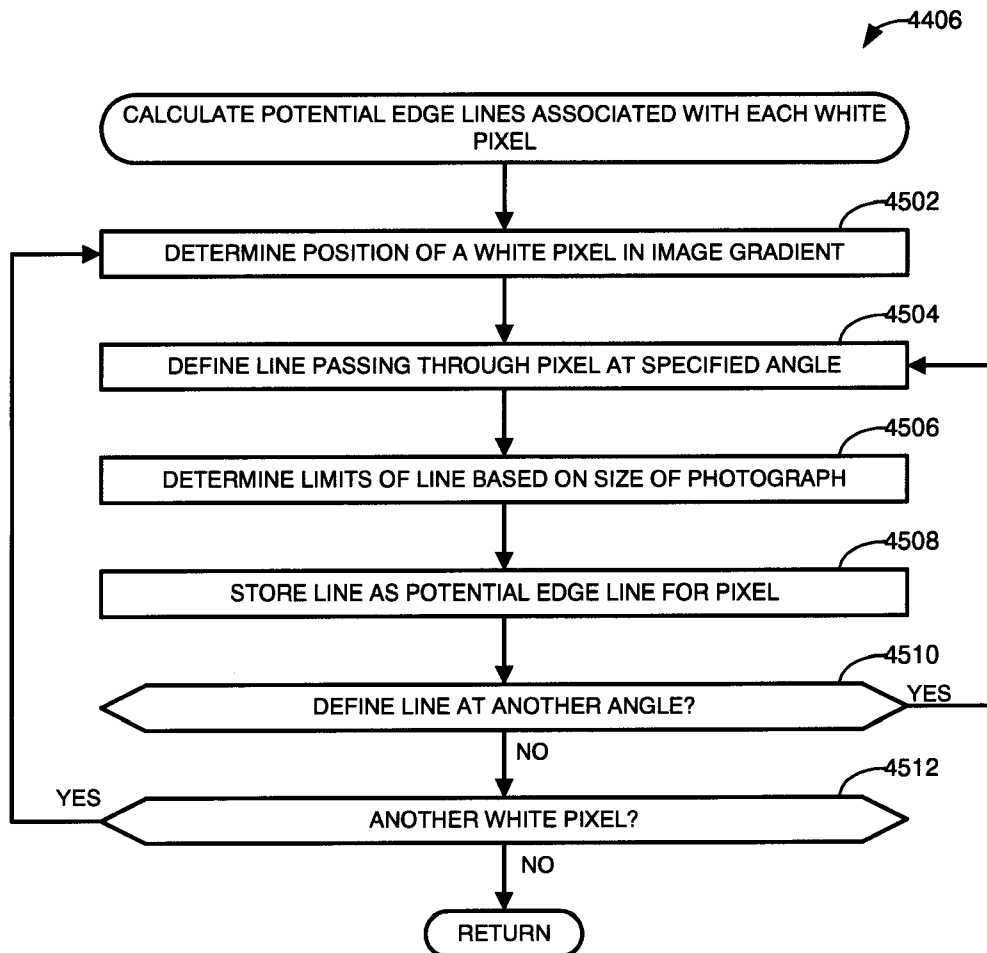 4406
CALCULATE POTENTIAL EDGE LINES ASSOCIATED WITH EACH WHITE
PIXEL
4502
DETERMINE POSITION OF A WHITE PIXEL IN IMAGE GRADIENT
4504
DEFINE LINE PASSING THROUGH PIXEL AT SPECIFIED ANGLE
4506
DETERMINE LIMITS OF LINE BASED ON SIZE OF PHOTOGRAPH
4508
STORE LINE AS POTENTIAL EDGE LINE FOR PIXEL
4510
DEFINE LINE AT ANOTHER ANGLE?
YES
NO
4512
YES
ANOTHER WHITE PIXEL?
NO
RETURN